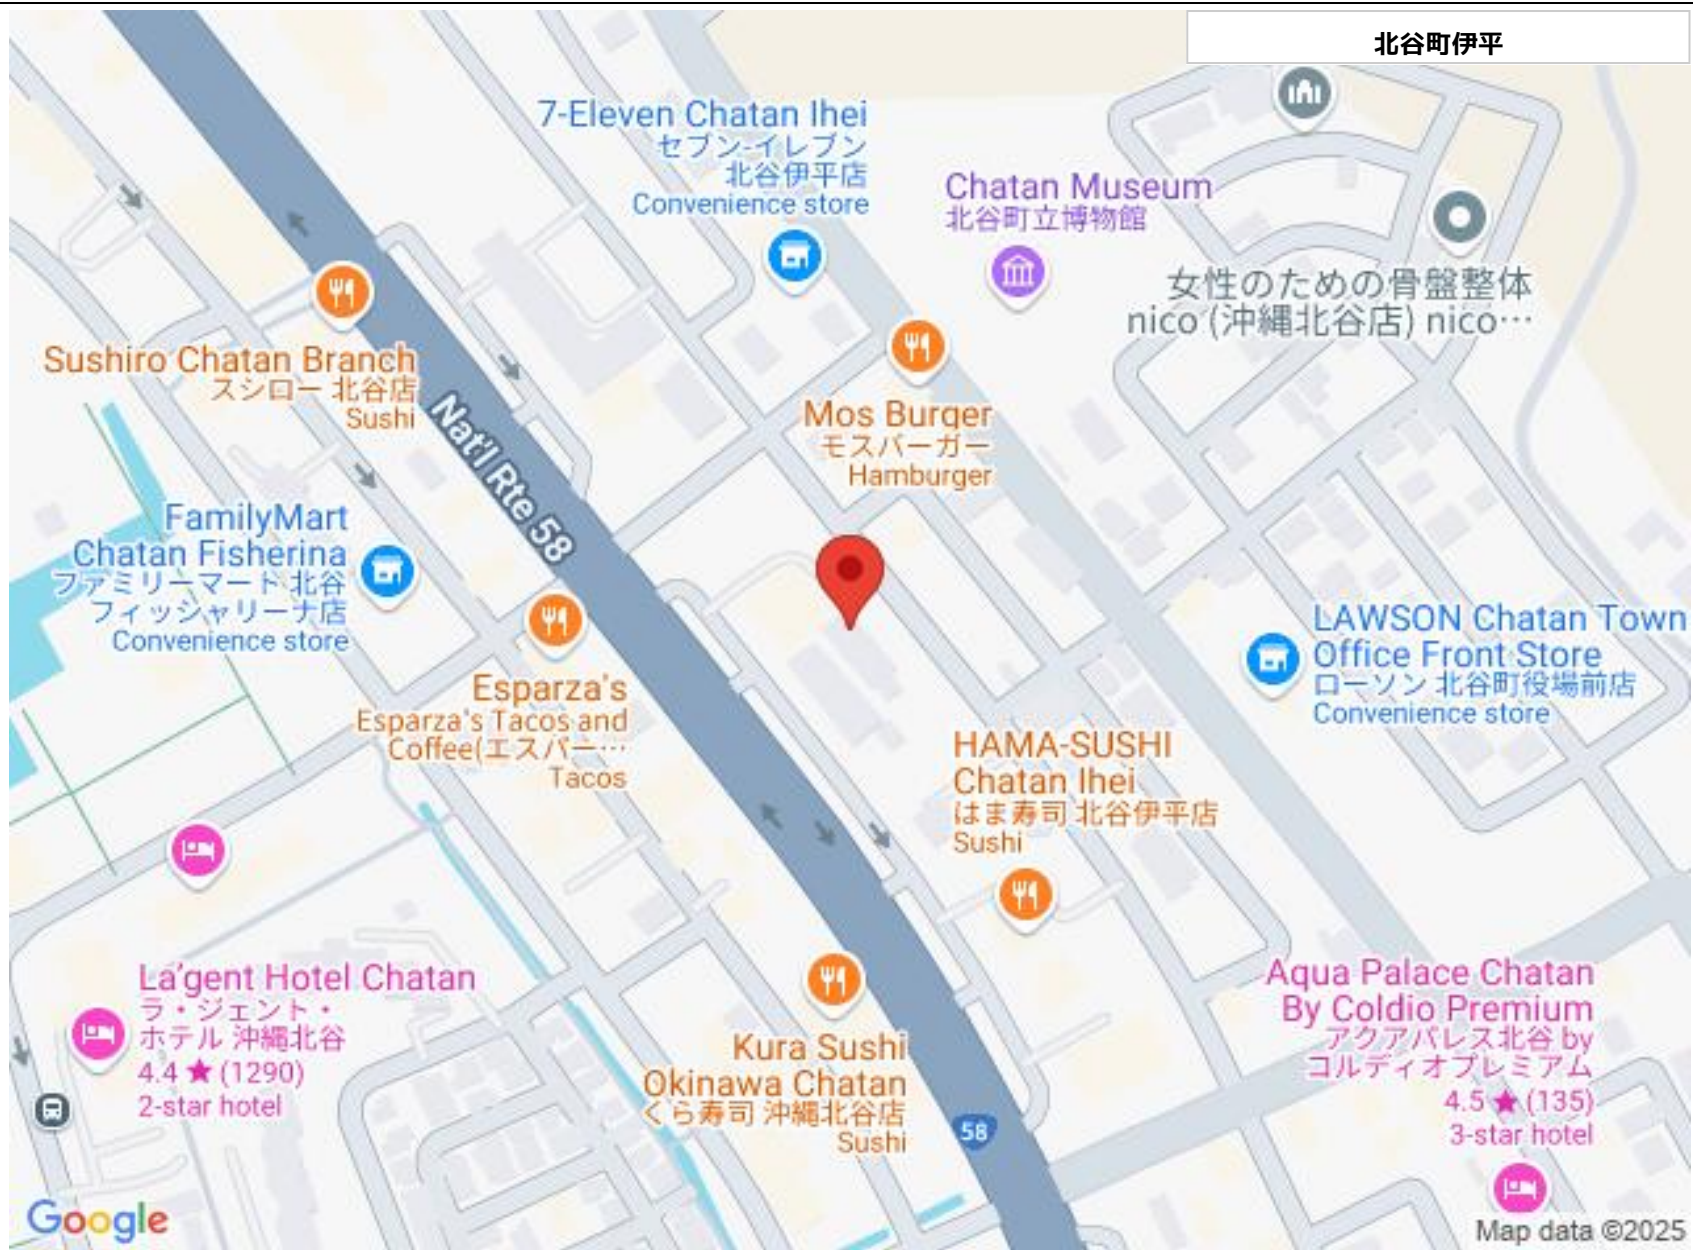 北谷町伊平
7-Eleven Chatan Ihei
セブン-イレブン
北谷伊平店
Convenience store
Chatan Museum
北谷町立博物館
女性のための骨盤整体
nico (沖縄北谷店) nico…
Sushiro Chatan Branch
スシロー 北谷店
Sushi
Nat'l Rte 58
Mos Burger
モスバーガー
Hamburger
FamilyMart
Chatan Fisherina
ファミリーマート 北谷
フィッシャリーナ店
Convenience store
LAWSON Chatan Town
Office Front Store
ローソン 北谷町役場前店
Convenience store
Esparza's
Esparza's Tacos and
Coffee(エスパー…
Tacos
HAMA-SUSHI
Chatan Ihei
はま寿司 北谷伊平店
Sushi
La'gent Hotel Chatan
ラ・ジェント・
ホテル 沖縄北谷
4.4 ★ (1290)
2-star hotel
Kura Sushi
Okinawa Chatan
くら寿司 沖縄北谷店
Sushi
58
Aqua Palace Chatan
By Coldio Premium
アクアパレス北谷 by
コルディオプレミアム
4.5 ★ (135)
3-star hotel
Google
Map data ©2025